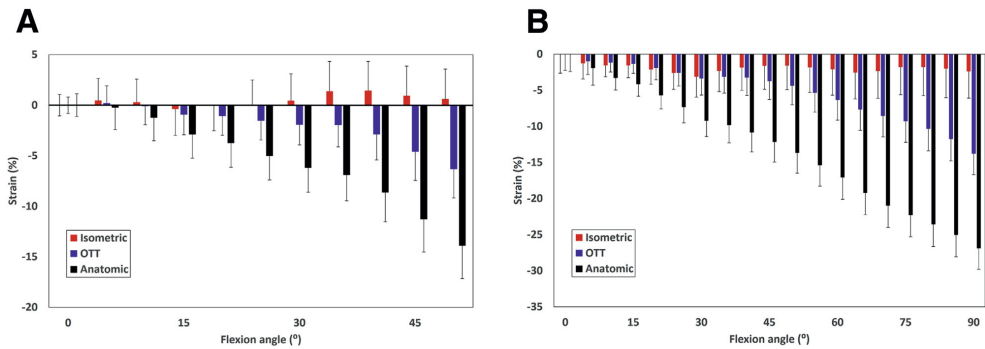 A
5
0
-5
-10
-15
-20
Strain (%)
Isometric
OTT
Anatomic
0 15 30 45
Flexion angle (º)
B
0
-5
-10
-15
-20
-25
-30
-35
Strain (%)
Isometric
OTT
Anatomic
0 15 30 45 60 75 90
Flexion angle (º)